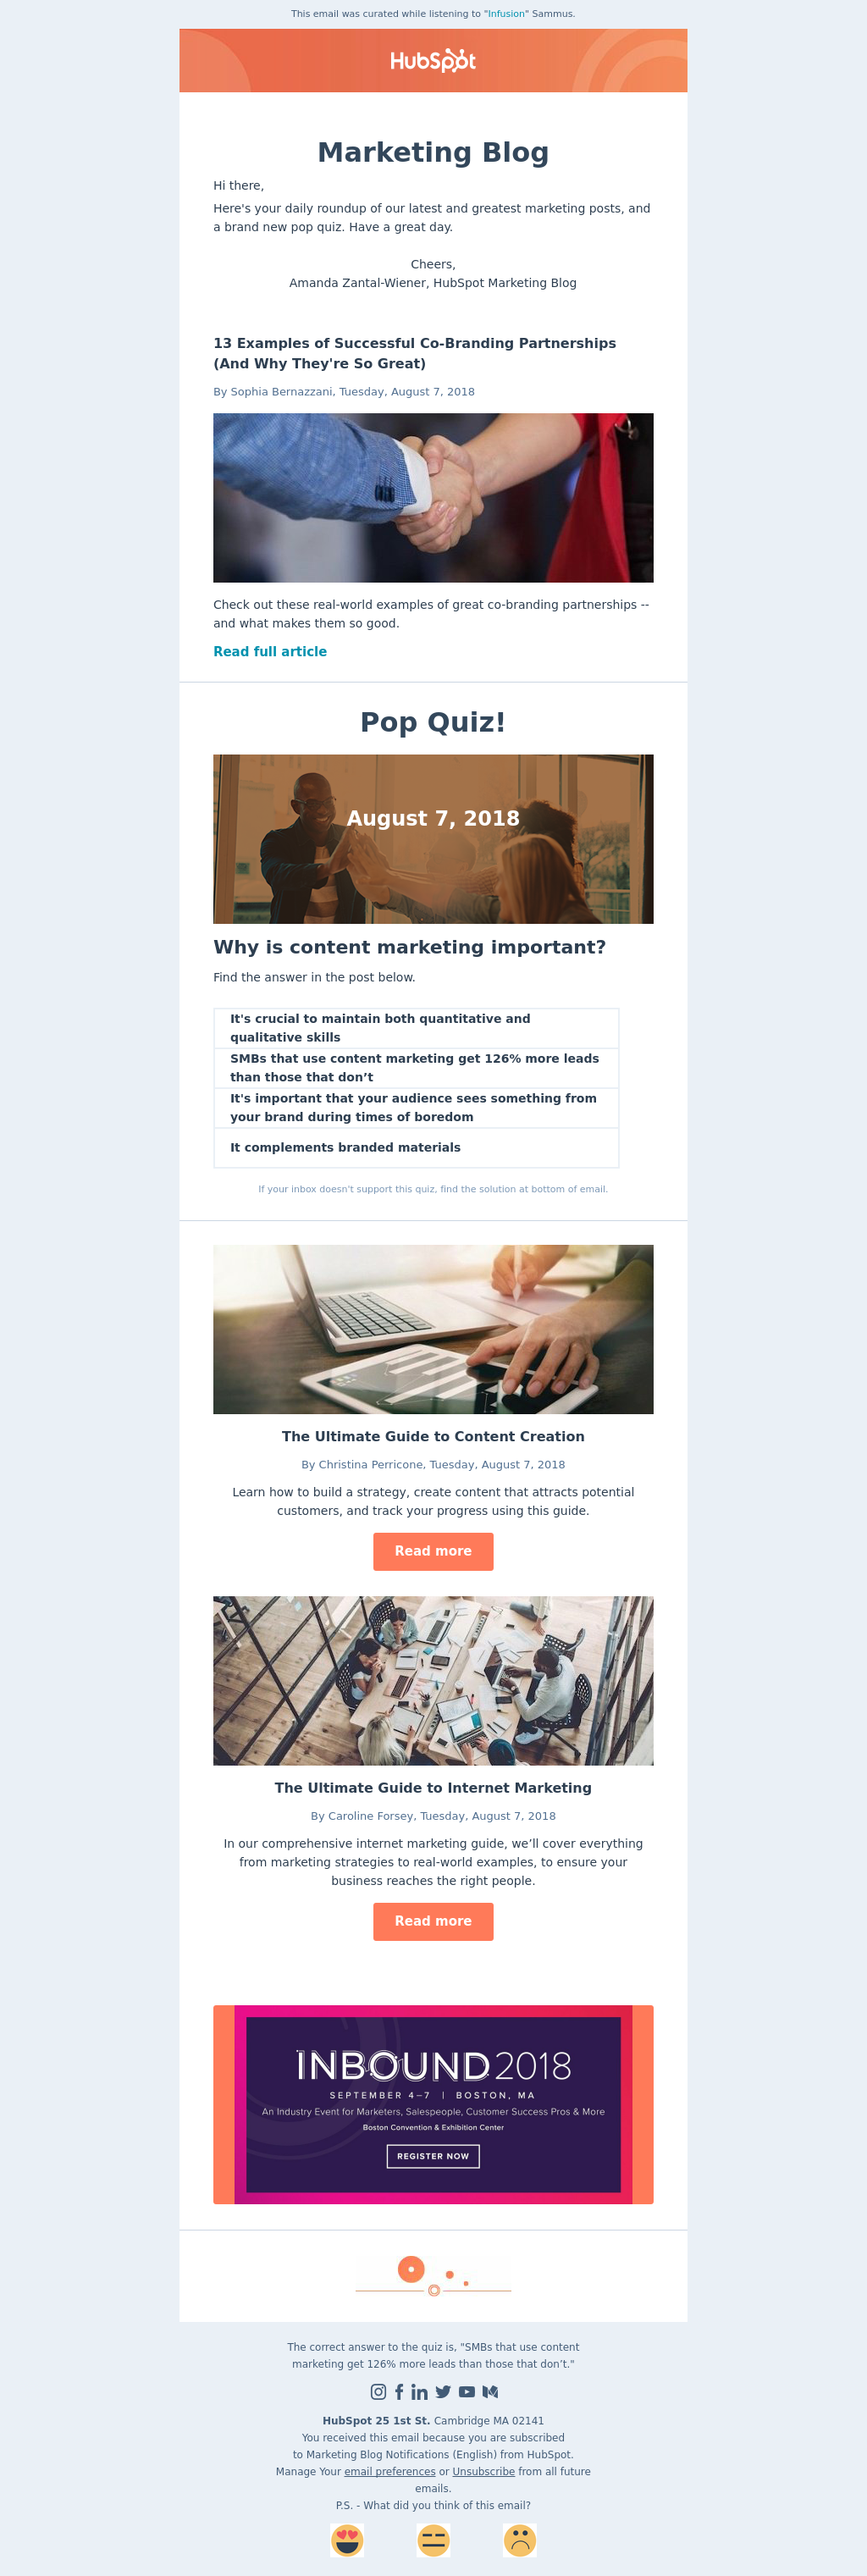 This email was curated while listening to "Infusion" Sammus.
HubSpot
Marketing Blog
Hi there,
Here's your daily roundup of our latest and greatest marketing posts, and
a brand new pop quiz. Have a great day.
Cheers,
Amanda Zantal-Wiener, HubSpot Marketing Blog
13 Examples of Successful Co-Branding Partnerships
(And Why They're So Great)
By Sophia Bernazzani, Tuesday, August 7, 2018
Check out these real-world examples of great co-branding partnerships --
and what makes them so good.
Read full article
Pop Quiz!
August 7, 2018
Why is content marketing important?
Find the answer in the post below.
It's crucial to maintain both quantitative and
qualitative skills
SMBs that use content marketing get 126% more leads
than those that don’t
It's important that your audience sees something from
your brand during times of boredom
It complements branded materials
If your inbox doesn't support this quiz, find the solution at bottom of email.
The Ultimate Guide to Content Creation
By Christina Perricone, Tuesday, August 7, 2018
Learn how to build a strategy, create content that attracts potential
customers, and track your progress using this guide.
Read more
The Ultimate Guide to Internet Marketing
By Caroline Forsey, Tuesday, August 7, 2018
In our comprehensive internet marketing guide, we’ll cover everything
from marketing strategies to real-world examples, to ensure your
business reaches the right people.
Read more
INBOUND 2018
SEPTEMBER 4–7 | BOSTON, MA
An Industry Event for Marketers, Salespeople, Customer Success Pros & More
Boston Convention & Exhibition Center
REGISTER NOW
The correct answer to the quiz is, "SMBs that use content
marketing get 126% more leads than those that don’t."
HubSpot 25 1st St. Cambridge MA 02141
You received this email because you are subscribed
to Marketing Blog Notifications (English) from HubSpot.
Manage Your email preferences or Unsubscribe from all future
emails.
P.S. - What did you think of this email?